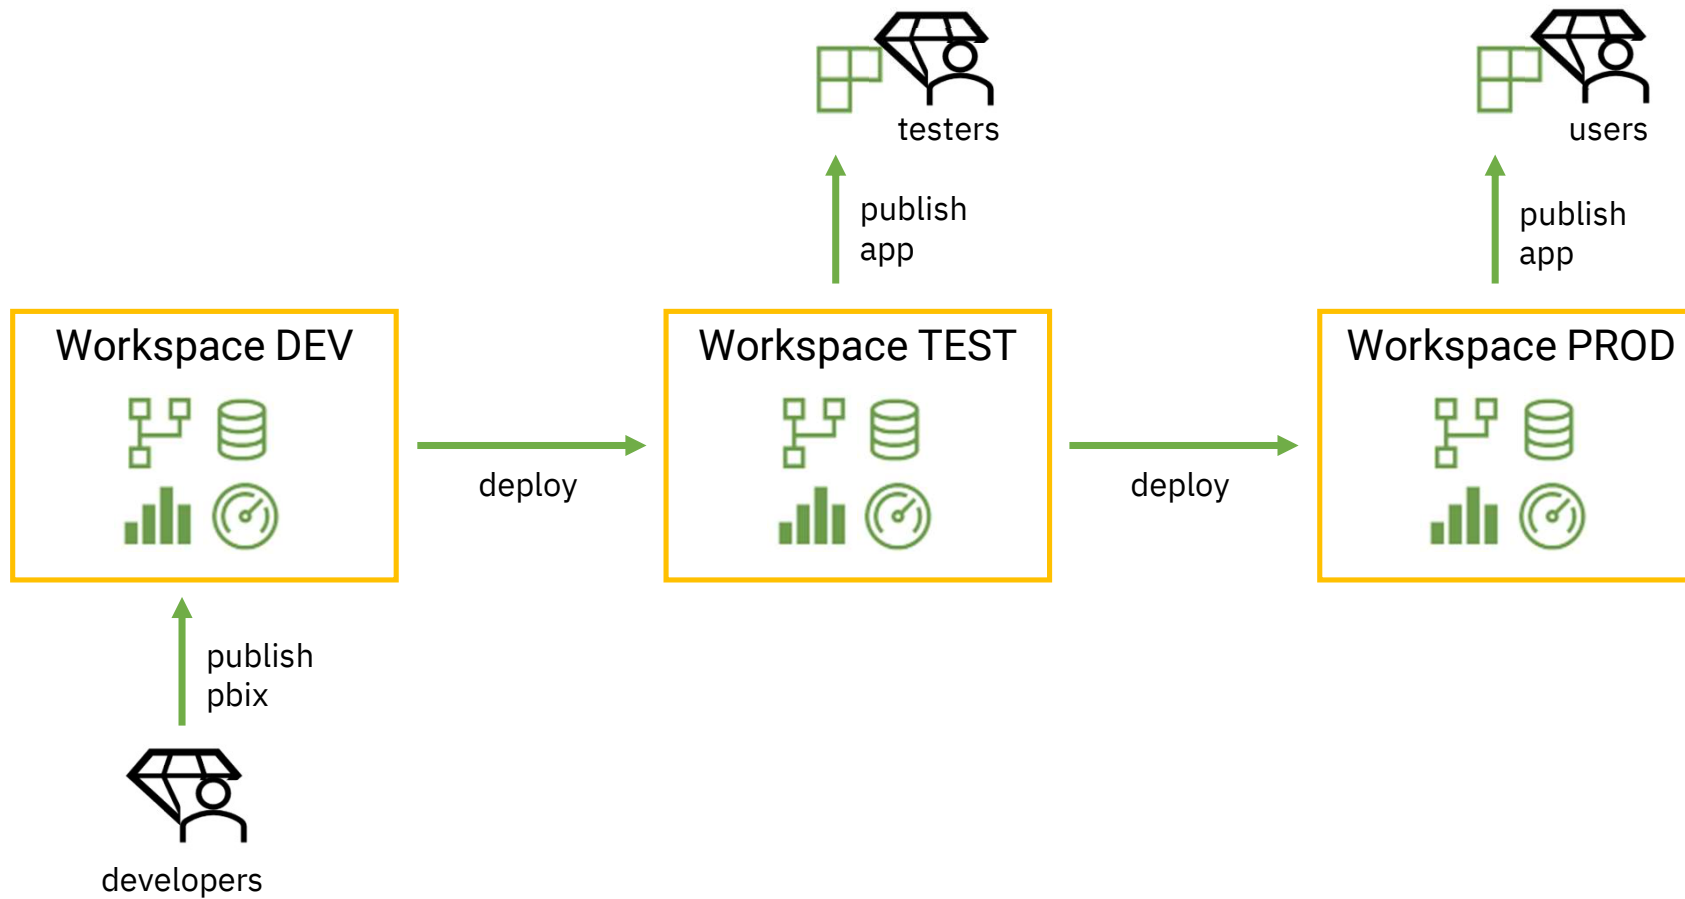 testers
users
publish
app
publish
app
Workspace DEV
Workspace TEST
Workspace PROD
deploy
deploy
publish
pbix
developers